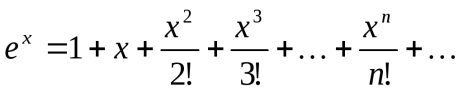 e^x = 1 + x + x^2/2! + x^3/3! + … + x^n/n! + …